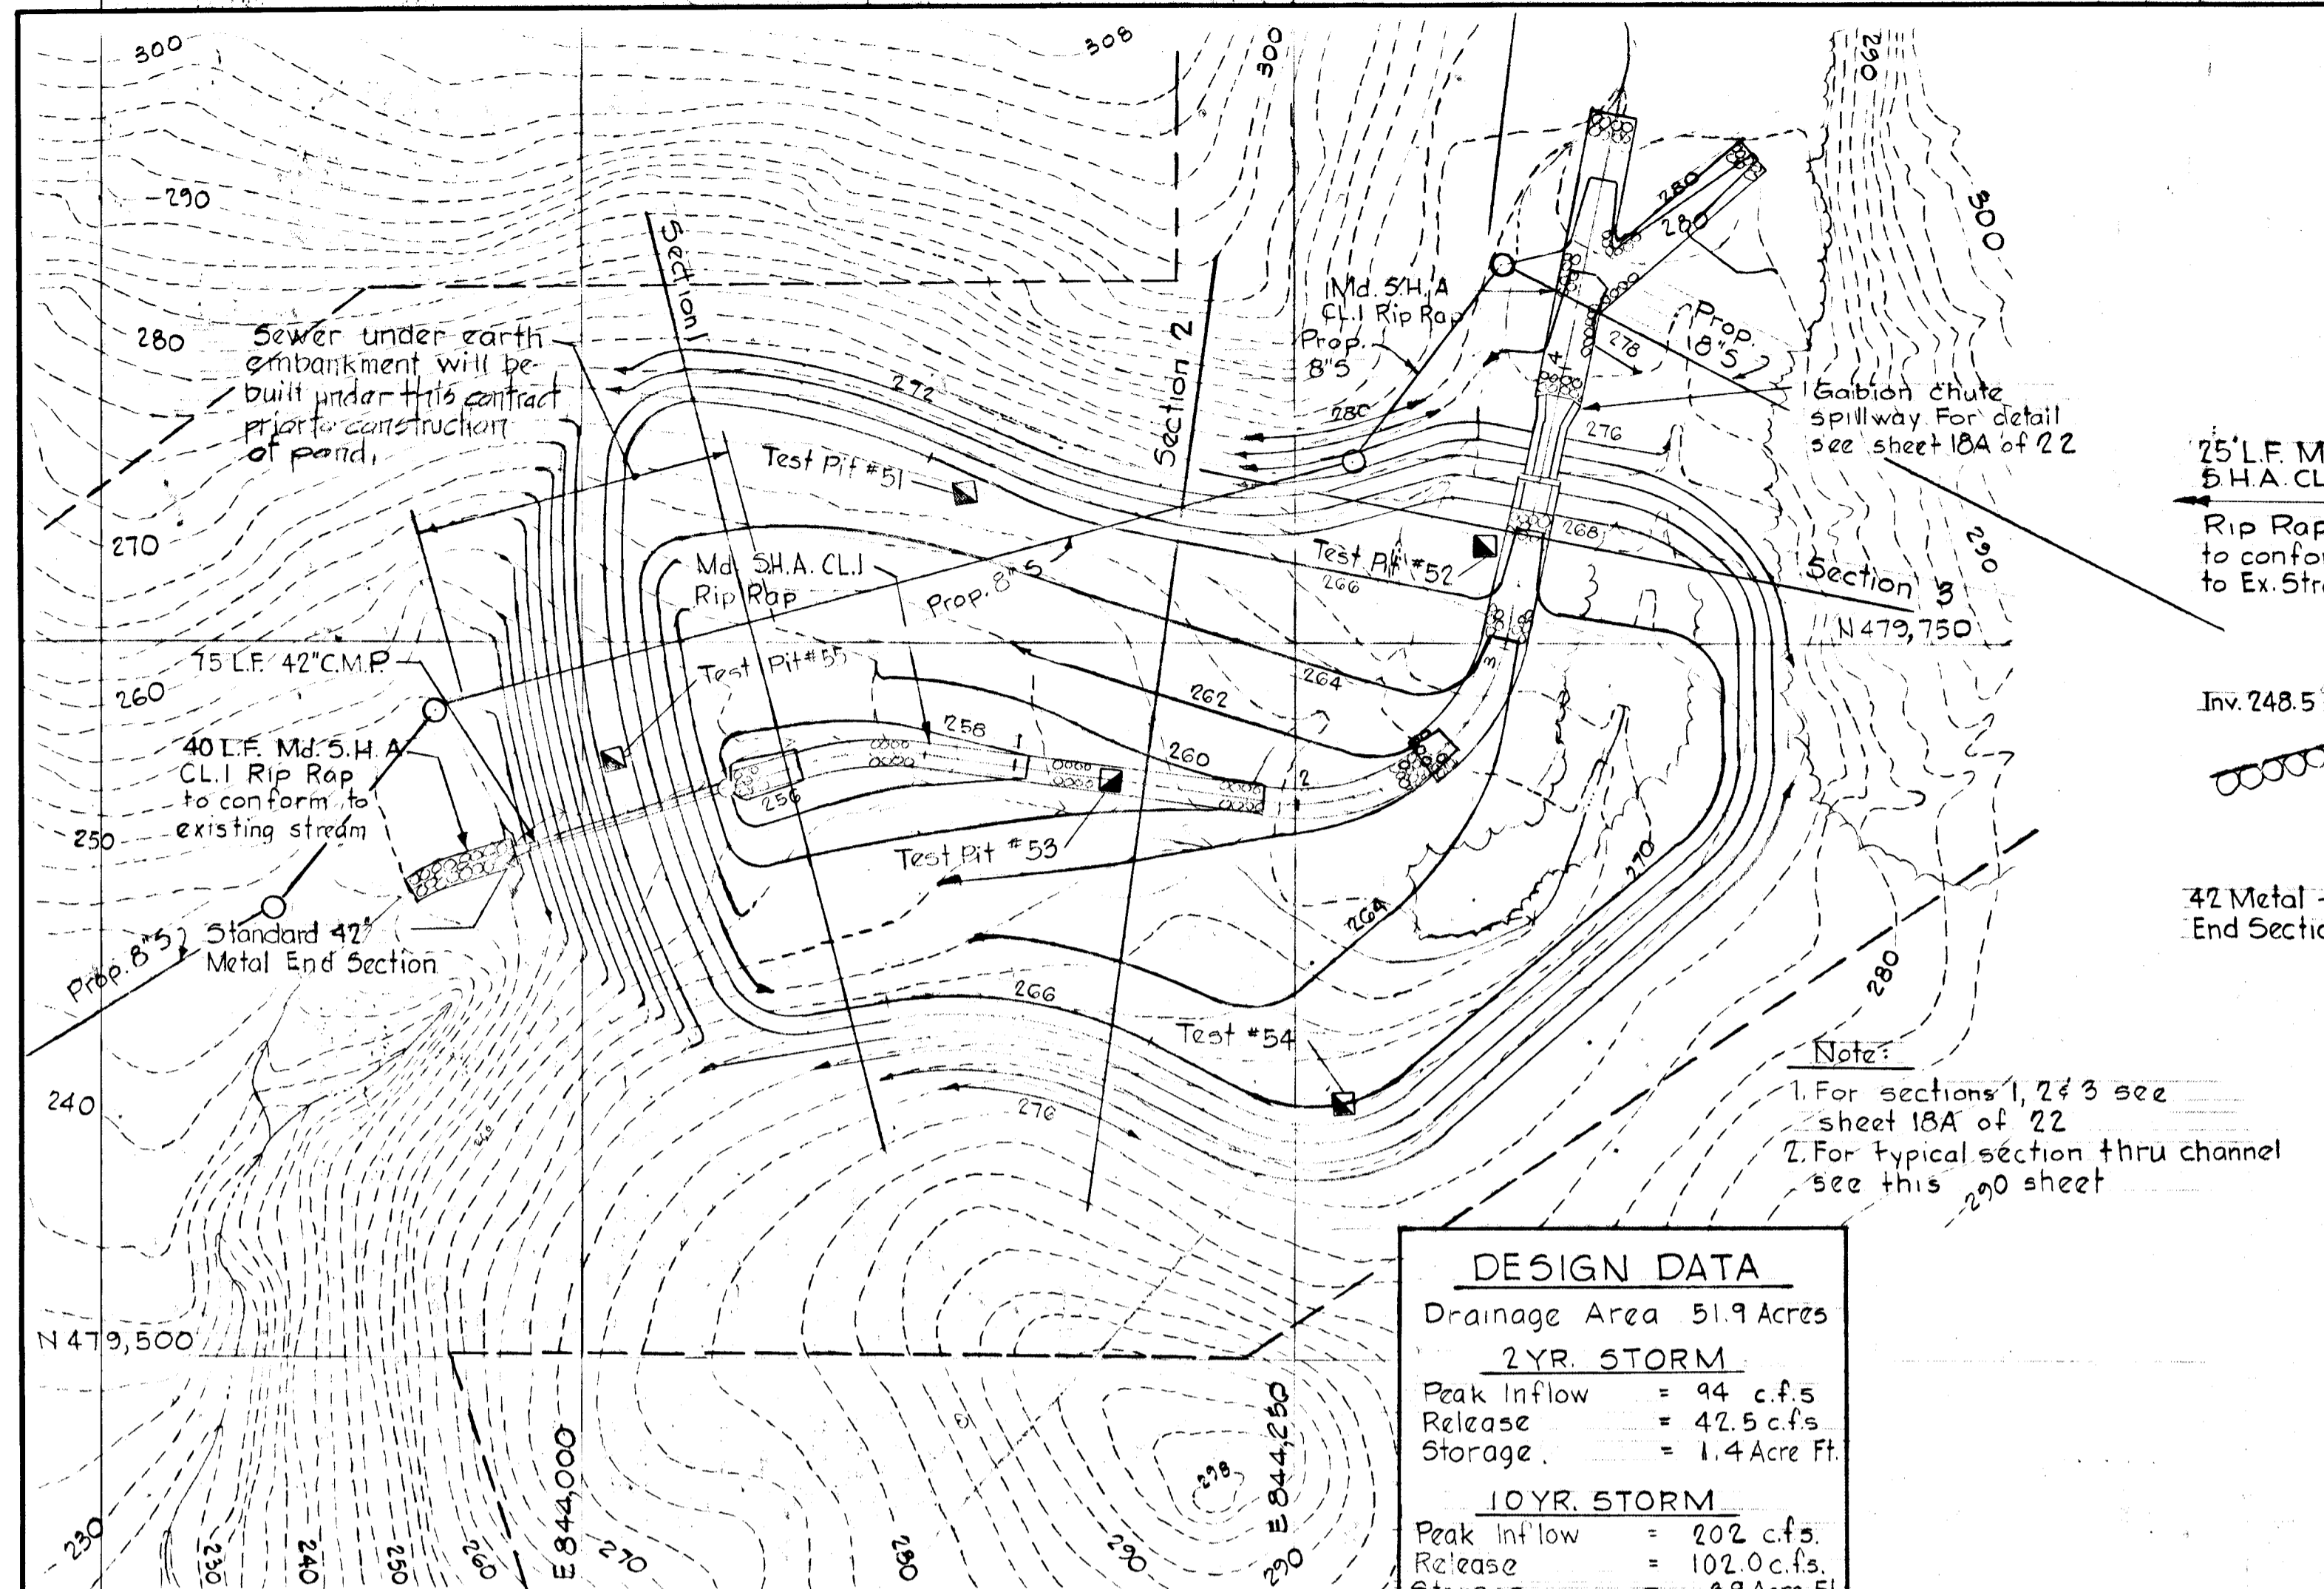 300
308
300
290
290
300
280
280
Section 1
Section 2
Md. S.H.A
CL.1 Rip Rap
Prop.
8"S
Prop.
8"S
280
Sewer under earth
embankment will be
built under this contract
prior to construction
of pond.
272
278
276
Gabion chute
spillway. For detail
see sheet 18A of 22
4
25' L.F. M
S.H.A. CL
Rip Rap
to confor
to Ex. Stre
Test Pit #51
270
290
268
Test Pit #52
266
Section 3
N 479,750
Md. S.H.A. CL.1
Rip Rap
Prop. 8"S
75 L.F. 42" C.M.P.
Test Pit #55
3
264
262
260
Inv. 248.5
258
260
1
2
256
40 L.F. Md. S.H.A.
CL.1 Rip Rap
to conform to
existing stream
250
Test Pit #53
270
264
42 Metal
End Sectio
Standard 42"
Metal End Section
Prop. 8"S
280
266
Test #54
276
240
Note:
1. For sections 1, 2 & 3 see
sheet 18A of 22
2. For typical section thru channel
see this sheet
290
DESIGN DATA
Drainage Area 51.9 Acres
2 YR. STORM
Peak Inflow = 94 c.f.s
Release = 42.5 c.f.s
Storage. = 1.4 Acre Ft.
10 YR. STORM
Peak Inflow = 202 c.f.s.
Release = 102.0 c.f.s.
N 479,500
E 844,000
E 844,250
298
230
230
240
250
260
270
280
290
290